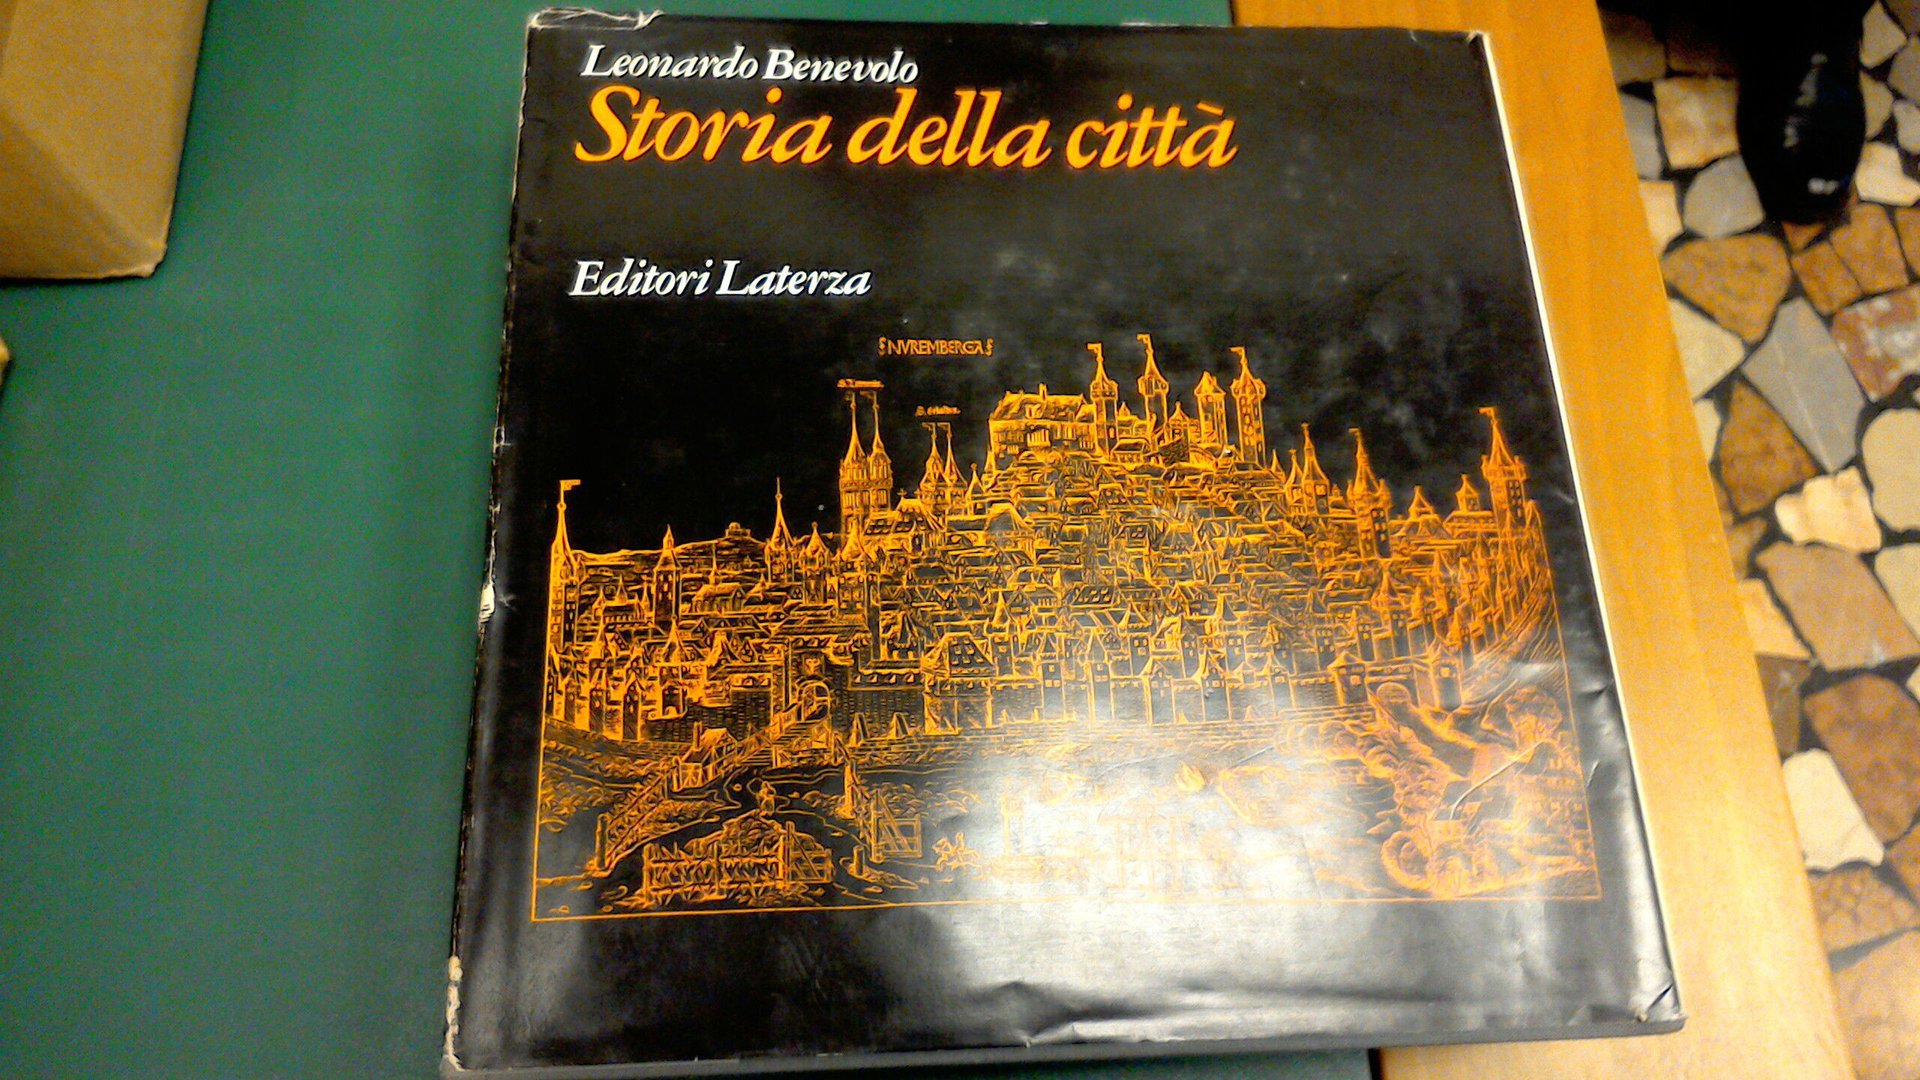 Leonardo Benevolo
Storia della città
Editori Laterza
NVREMBERGA